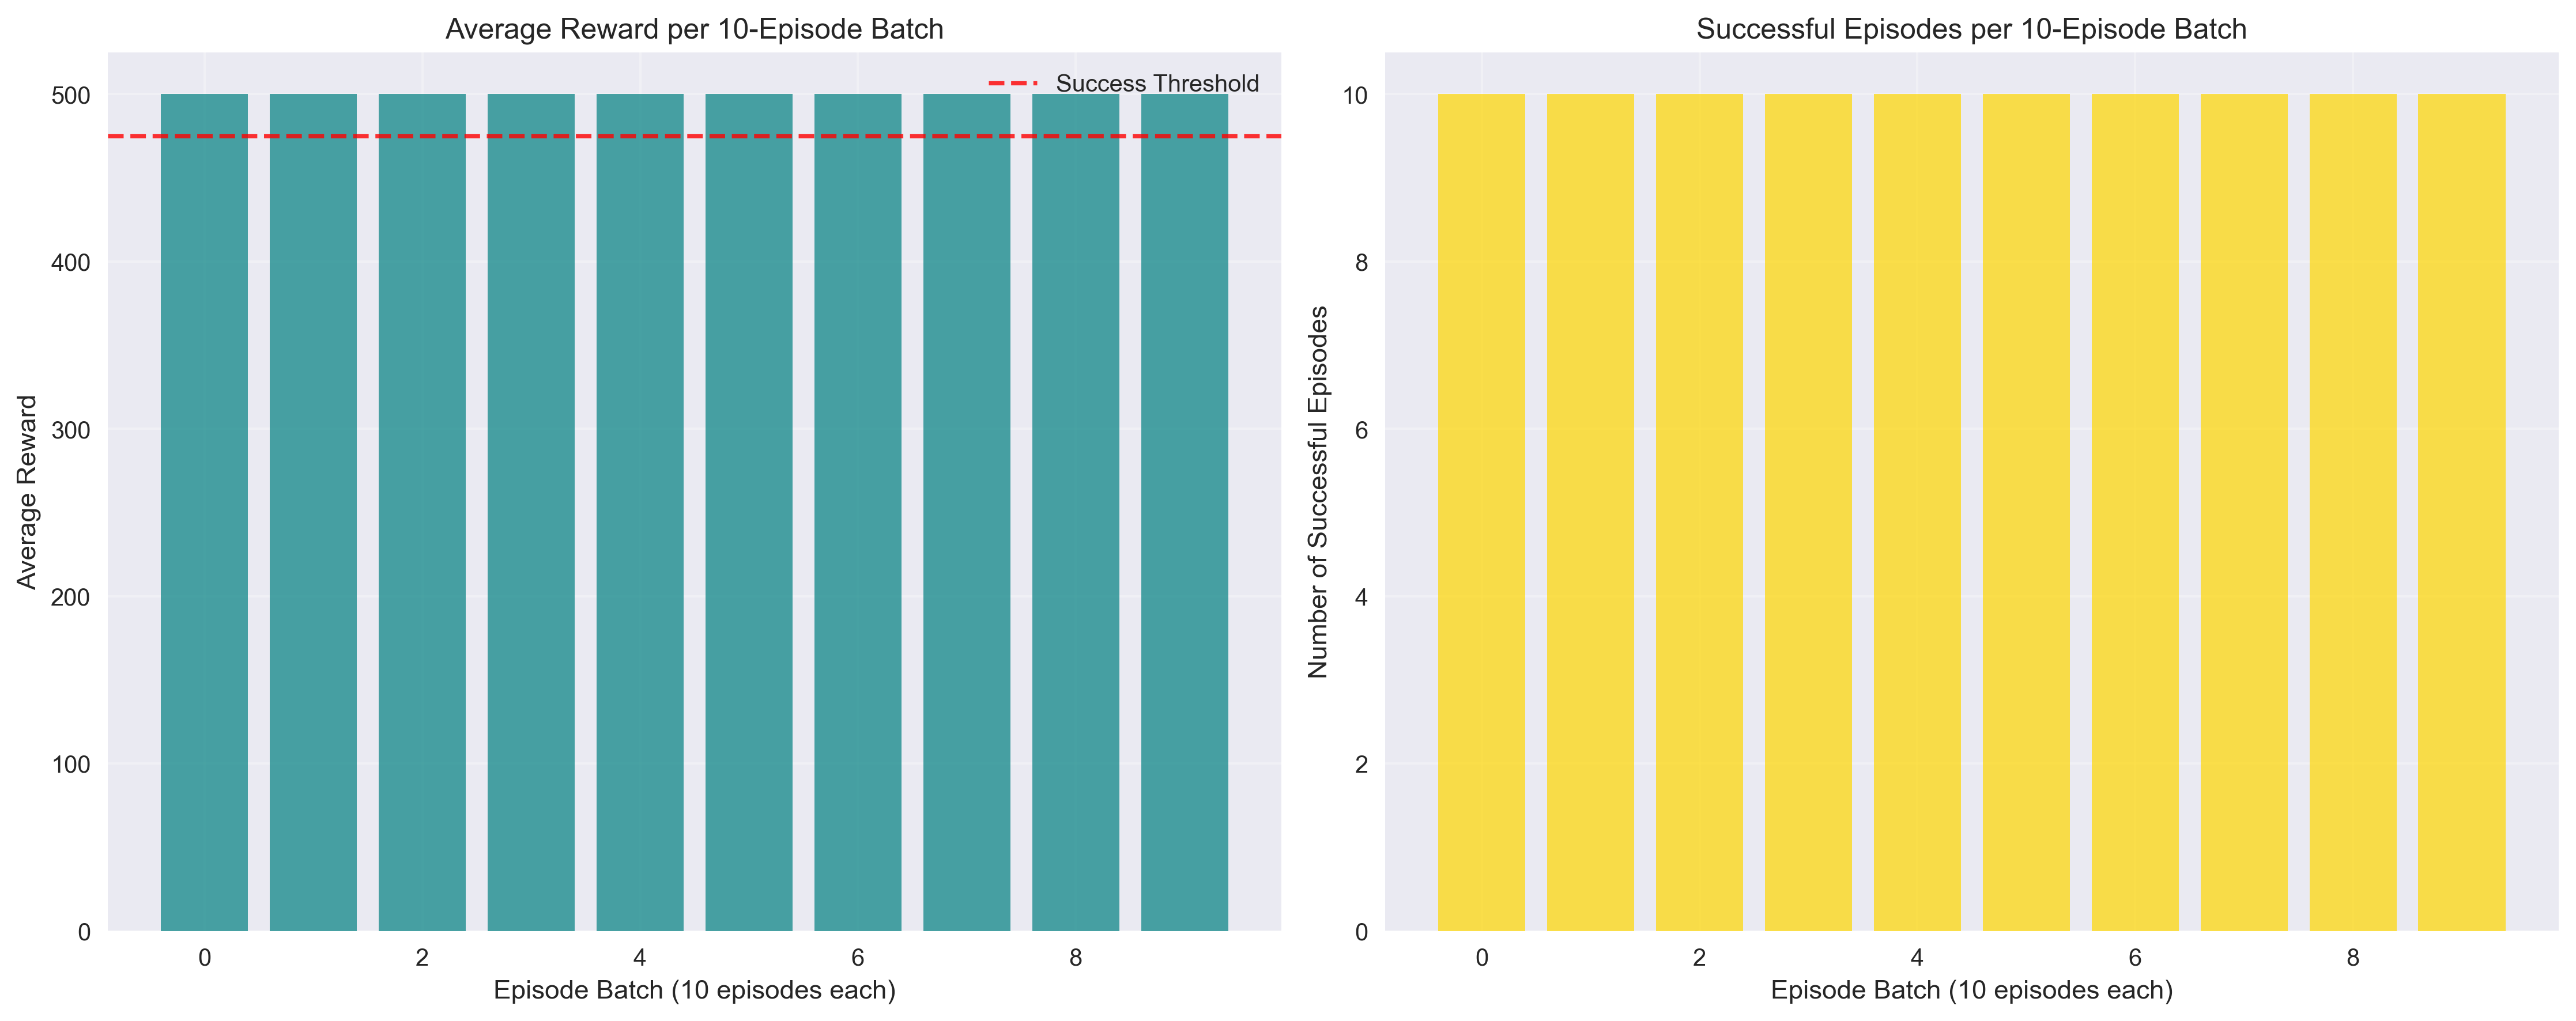 Average Reward per 10-Episode Batch
Success Threshold
500
400
300
200
100
0
Average Reward
0 2 4 6 8
Episode Batch (10 episodes each)
Successful Episodes per 10-Episode Batch
10
8
6
4
2
0
Number of Successful Episodes
0 2 4 6 8
Episode Batch (10 episodes each)